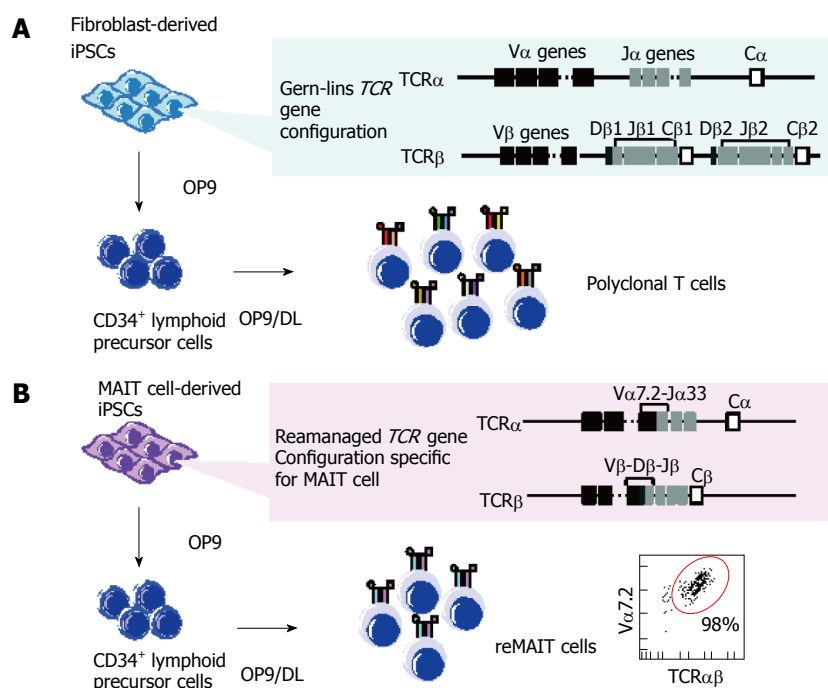 A
Fibroblast-derived
iPSCs
Gern-lins TCR
gene
configuration
Vα genes Jα genes Cα
TCRα
Vβ genes Dβ1 Jβ1 Cβ1 Dβ2 Jβ2 Cβ2
TCRβ
OP9
CD34+ lymphoid
precursor cells
OP9/DL
Polyclonal T cells
B
MAIT cell-derived
iPSCs
Reamanaged TCR gene
Configuration specific
for MAIT cell
Vα7.2-Jα33 Cα
TCRα
Vβ-Dβ-Jβ Cβ
TCRβ
OP9
CD34+ lymphoid
precursor cells
OP9/DL
reMAIT cells
Vα7.2
98%
TCRαβ